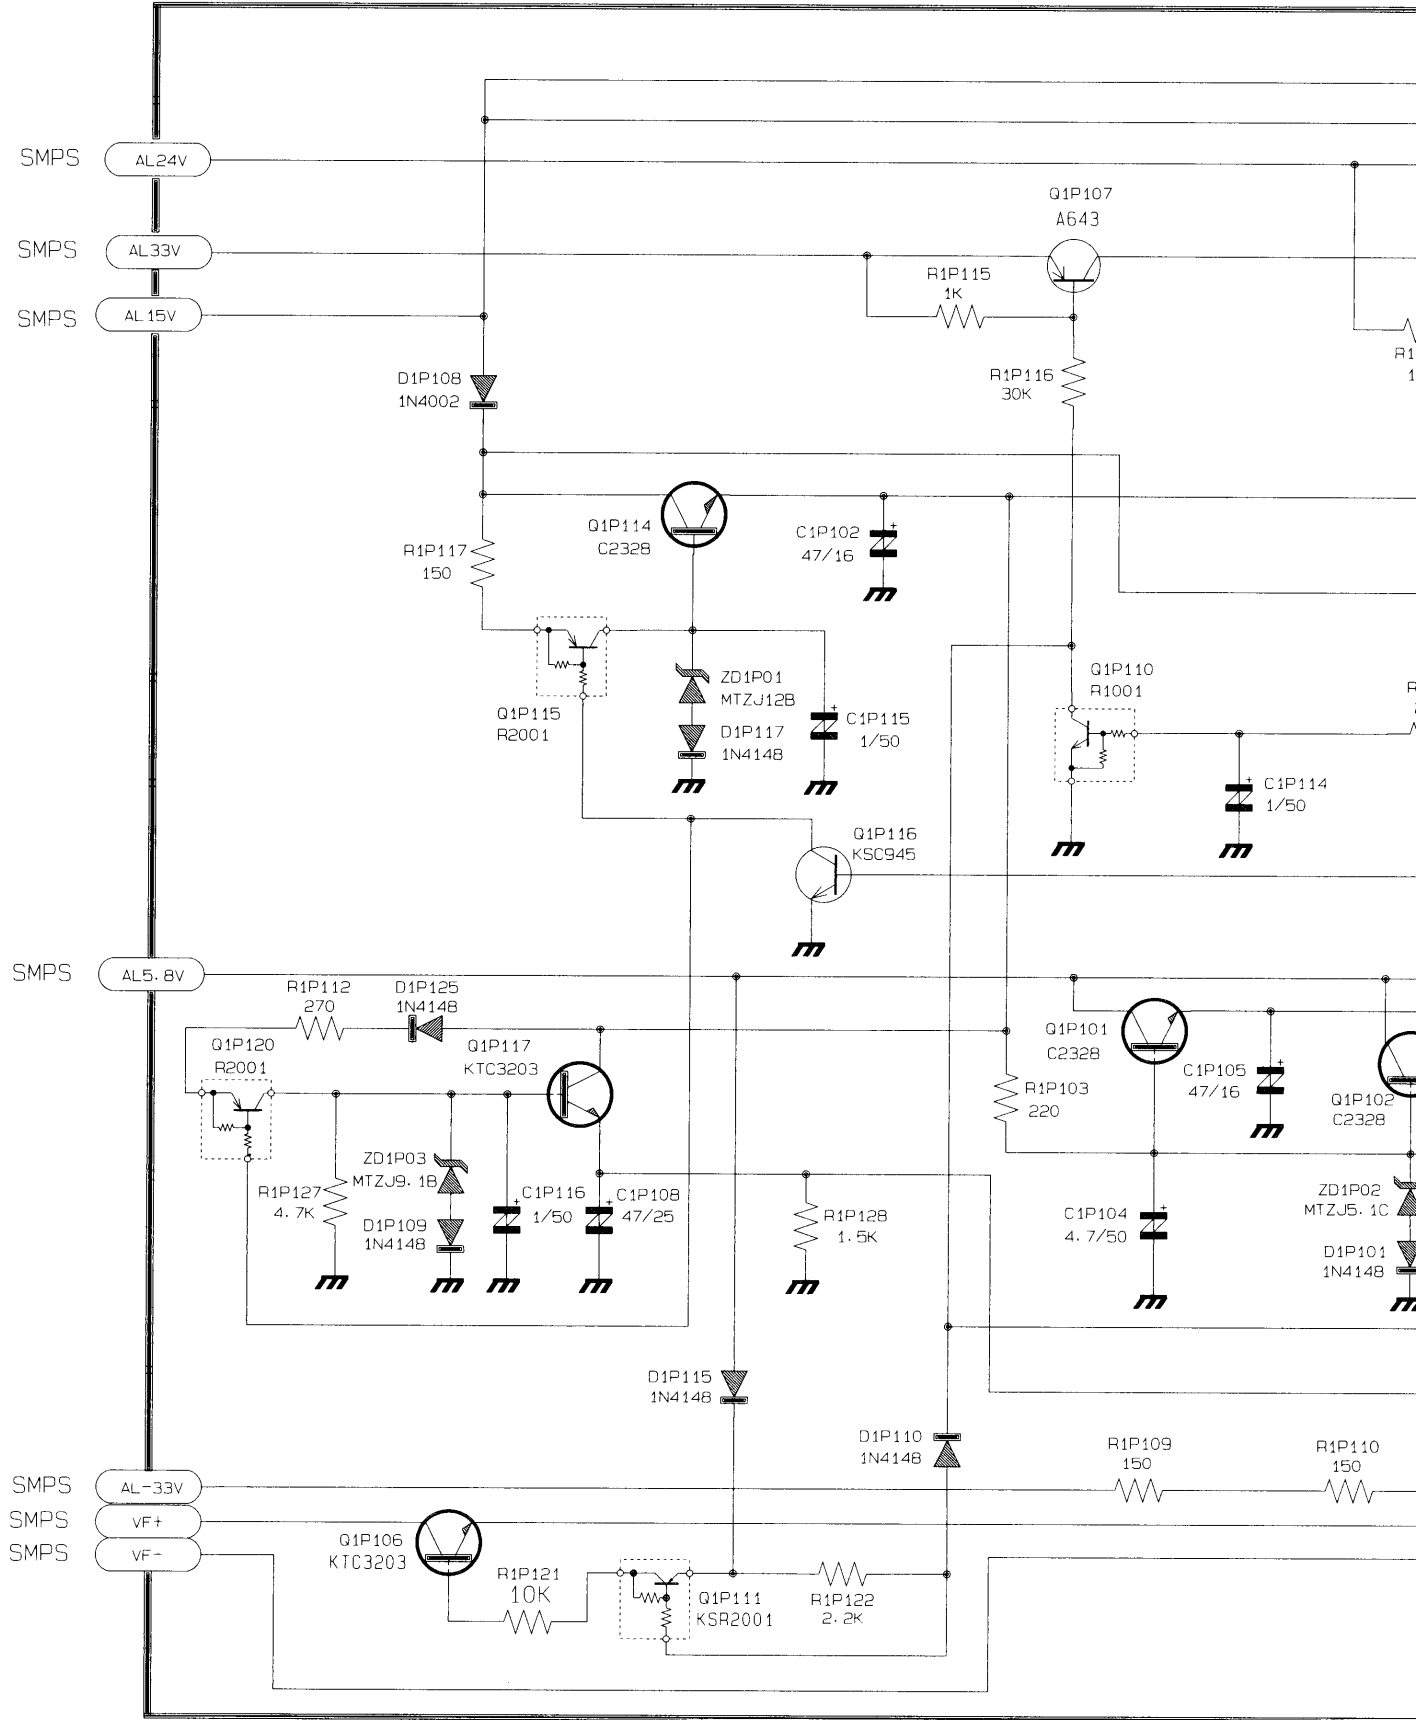 SMPS
AL24V
Q1P107
A643
SMPS
AL33V
R1P115
1K
SMPS
AL15V
R1
1
D1P108
1N4002
R1P116
30K
Q1P114
C2328
C1P102
47/16
R1P117
150
Q1P115
R2001
ZD1P01
MTZJ12B
D1P117
1N4148
C1P115
1/50
Q1P110
R1001
R
C1P114
1/50
Q1P116
KSC945
SMPS
AL5.8V
R1P112
270
D1P125
1N4148
Q1P120
R2001
Q1P117
KTC3203
Q1P101
C2328
R1P103
220
C1P105
47/16
Q1P102
C2328
ZD1P03
MTZJ9.1B
R1P127
4.7K
D1P109
1N4148
C1P116
1/50
C1P108
47/25
R1P128
1.5K
C1P104
4.7/50
ZD1P02
MTZJ5.1C
D1P101
1N4148
D1P115
1N4148
D1P110
1N4148
R1P109
150
R1P110
150
SMPS
AL-33V
SMPS
VF+
SMPS
VF-
Q1P106
KTC3203
R1P121
10K
Q1P111
KSR2001
R1P122
2.2K